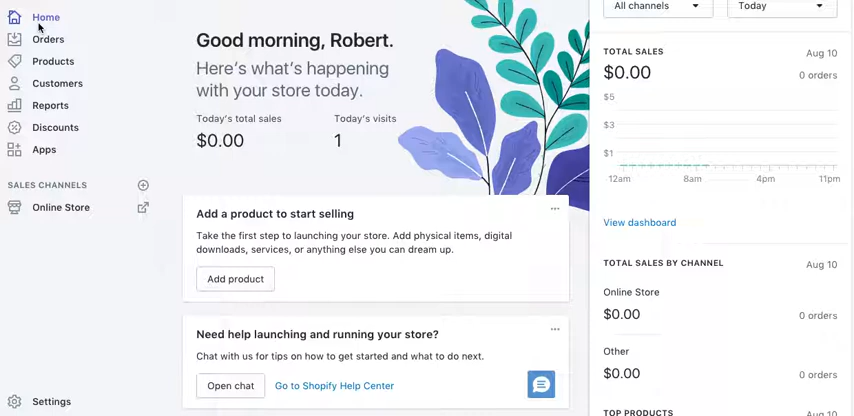 Home
Orders
Products
Customers
Reports
Discounts
Apps
SALES CHANNELS
Online Store
Settings
Good morning, Robert.
Here's what's happening
with your store today.
Today's total sales
$0.00
Today's visits
1
Add a product to start selling
Take the first step to launching your store. Add physical items, digital
downloads, services, or anything else you can dream up.
Add product
Need help launching and running your store?
Chat with us for tips on how to get started and what to do next.
Open chat
Go to Shopify Help Center
All channels
Today
TOTAL SALES
Aug 10
$0.00
0 orders
$5
$3
$1
12am
8am
4pm
11pm
View dashboard
TOTAL SALES BY CHANNEL
Aug 10
Online Store
$0.00
0 orders
Other
$0.00
0 orders
TOP PRODUCTS
Aug 10